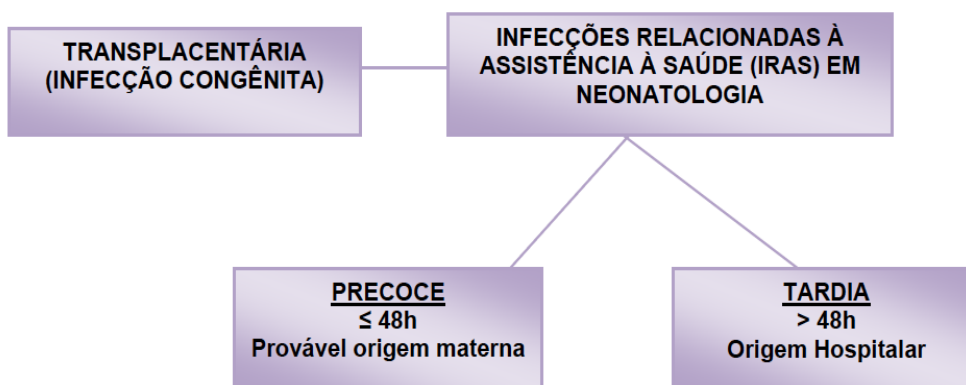 TRANSPLACENTÁRIA
(INFECÇÃO CONGÊNITA)
INFECÇÕES RELACIONADAS À
ASSISTÊNCIA À SAÚDE (IRAS) EM
NEONATOLOGIA
PRECOCE
≤ 48h
Provável origem materna
TARDIA
> 48h
Origem Hospitalar